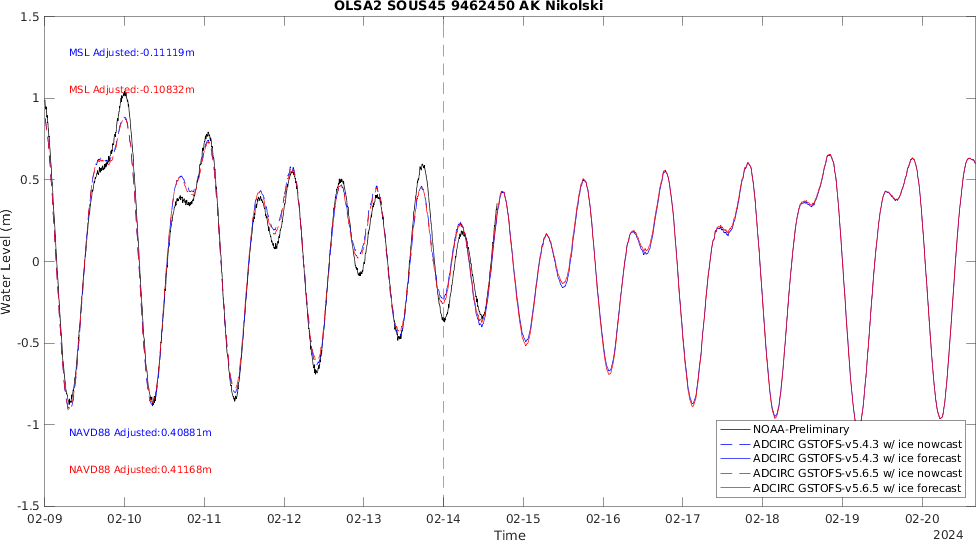 OLSA2 SOUS45 9462450 AK Nikolski
1.5
MSL Adjusted:-0.11119m
MSL Adjusted:-0.10832m
1
0.5
0
-0.5
-1
-1.5
Water Level (m)
NAVD88 Adjusted:0.40881m
NAVD88 Adjusted:0.41168m
NOAA-Preliminary
ADCIRC GSTOFS-v5.4.3 w/ ice nowcast
ADCIRC GSTOFS-v5.4.3 w/ ice forecast
ADCIRC GSTOFS-v5.6.5 w/ ice nowcast
ADCIRC GSTOFS-v5.6.5 w/ ice forecast
02-09 02-10 02-11 02-12 02-13 02-14 02-15 02-16 02-17 02-18 02-19 02-20
2024
Time